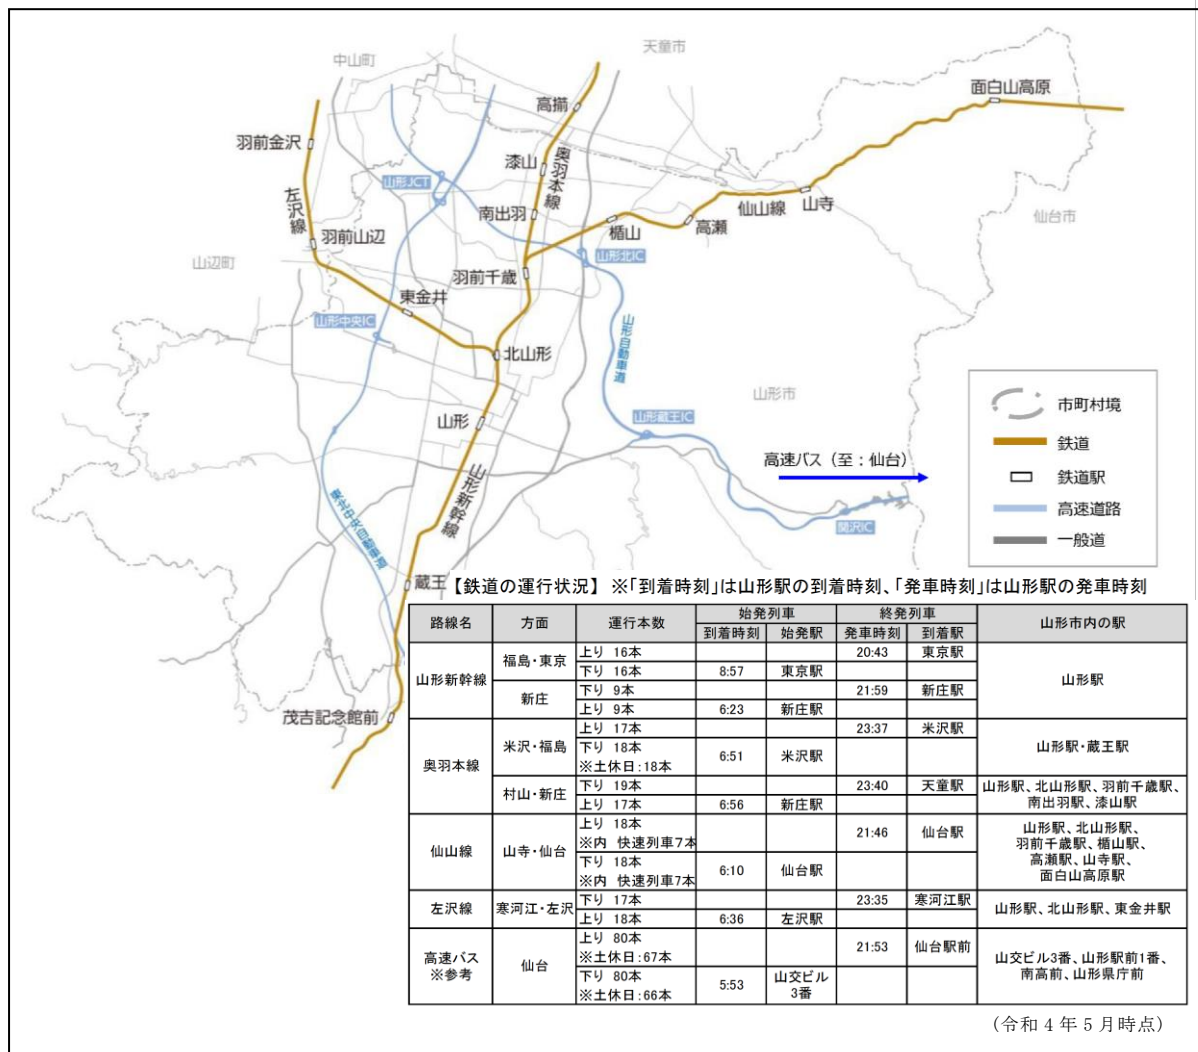 中山町
天童市
面白山高原
高擶
羽前金沢
漆山
奥羽本線
山形JCT
左沢線
南出羽
仙山線
山寺
高瀬
楯山
仙台市
羽前山辺
山形北IC
山辺町
羽前千歳
東金井
山形中央IC
山形自動車道
北山形
山形市
山形
山形蔵王IC
市町村境
鉄道
鉄道駅
高速道路
一般道
高速バス（至：仙台）
山形新幹線
東北中央自動車道
関沢IC
蔵王
茂吉記念館前
【鉄道の運行状況】 ※「到着時刻」は山形駅の到着時刻、「発車時刻」は山形駅の発車時刻
路線名 方面 運行本数 始発列車 終発列車 山形市内の駅
到着時刻 始発駅 発車時刻 到着駅
山形新幹線 福島・東京 上り 16本 20:43 東京駅 山形駅
下り 16本 8:57 東京駅
新庄 下り 9本 21:59 新庄駅
上り 9本 6:23 新庄駅
奥羽本線 米沢・福島 上り 17本 23:37 米沢駅 山形駅・蔵王駅
下り 18本 6:51 米沢駅
※土休日:18本
村山・新庄 下り 19本 23:40 天童駅 山形駅、北山形駅、羽前千歳駅、
上り 17本 6:56 新庄駅 南出羽駅、漆山駅
仙山線 山寺・仙台 上り 18本 21:46 仙台駅 山形駅、北山形駅、
※内 快速列車7本 羽前千歳駅、楯山駅、
下り 18本 6:10 仙台駅 高瀬駅、山寺駅、
※内 快速列車7本 面白山高原駅
左沢線 寒河江・左沢 下り 17本 23:35 寒河江駅 山形駅、北山形駅、東金井駅
上り 18本 6:36 左沢駅
高速バス ※参考 仙台 上り 80本 21:53 仙台駅前 山交ビル3番、山形駅前1番、
※土休日:67本 南高前、山形県庁前
下り 80本 5:53 山交ビル
※土休日:66本 3番
(令和4年5月時点)